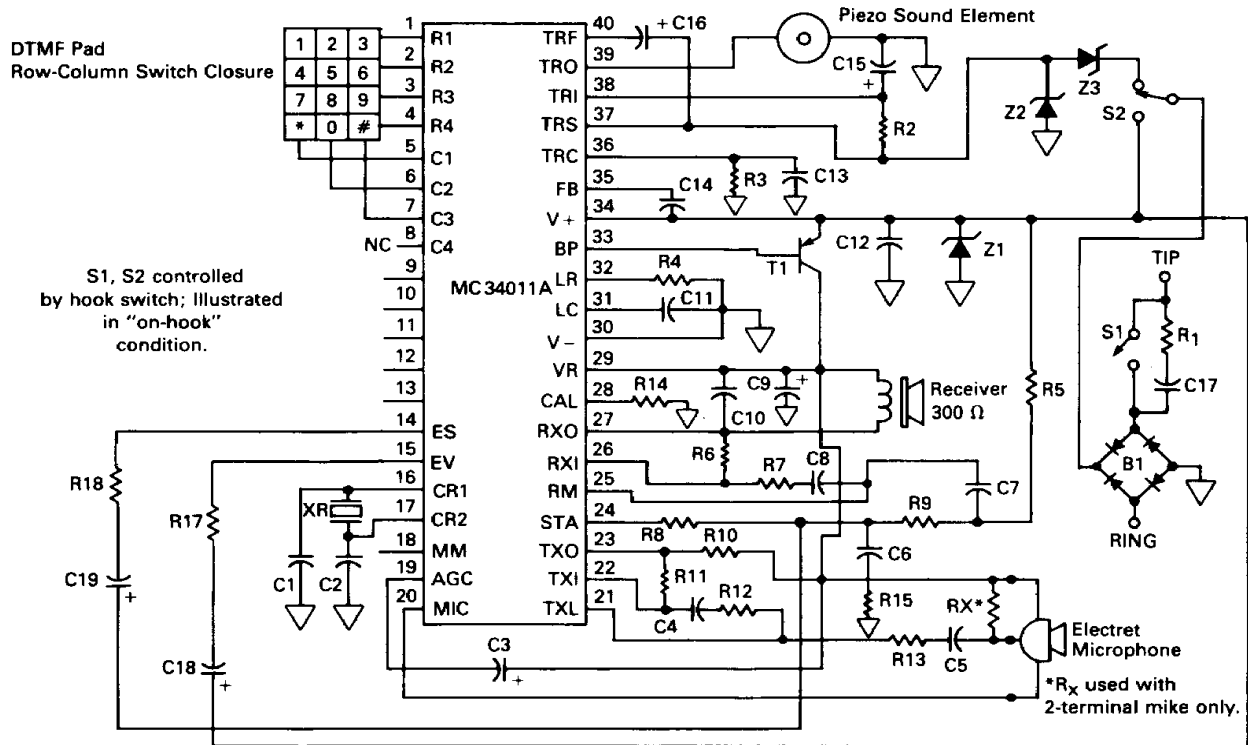 DTMF Pad
Row-Column Switch Closure
1 2 3
4 5 6
7 8 9
* 0 #
S1, S2 controlled
by hook switch; Illustrated
in "on-hook"
condition.
MC34011A
1 R1
2 R2
3 R3
4 R4
5 C1
6 C2
7 C3
NC 8 C4
9
10
11
12
13
14 ES
15 EV
16 CR1
17 CR2
18 MM
19 AGC
20 MIC
TRF 40
TRO 39
TRI 38
TRS 37
TRC 36
FB 35
V+ 34
BP 33
LR 32
LC 31
V− 30
VR 29
CAL 28
RXO 27
RXI 26
RM 25
STA 24
TXO 23
TXI 22
TXL 21
+ C16
Piezo Sound Element
C15
+
R2
Z2
Z3
S2
R3
C13
C14
T1
C12
Z1
R4
C11
TIP
S1
R1
C17
B1
RING
R5
C9
+
C10
Receiver
300 Ω
R14
R6
R7
C8
C7
R8
R9
R10
C6
R11
R12
C4
R15
RX*
R13
C5
Electret
Microphone
*RX used with
2-terminal mike only.
R18
R17
XR
C1
C2
C19
+
C18
+
C3
+